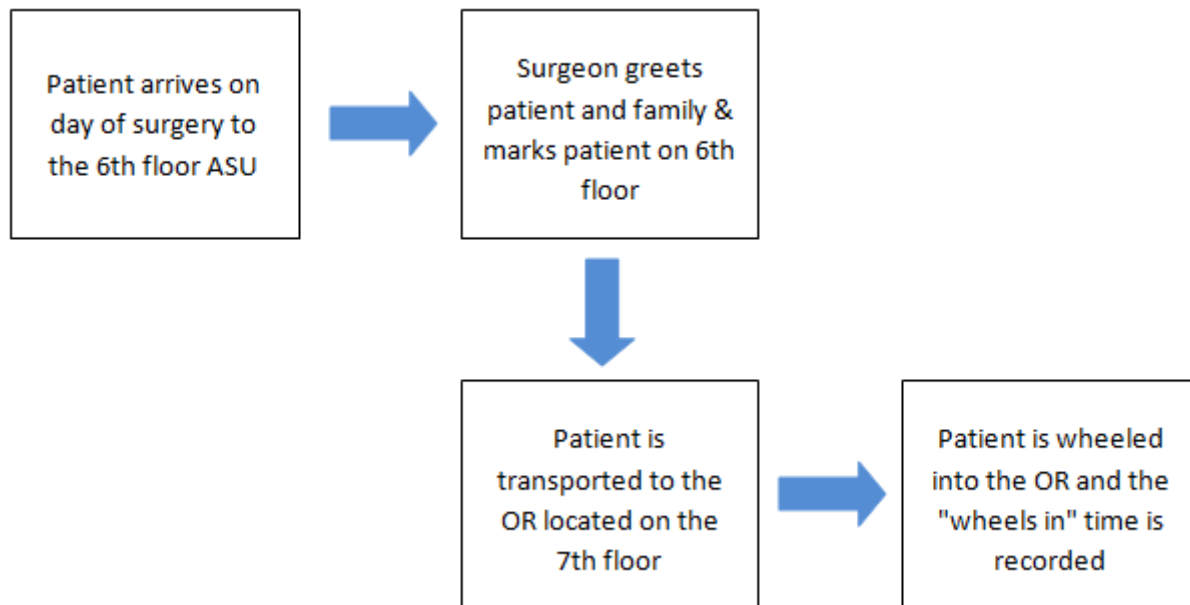 Patient arrives on
day of surgery to
the 6th floor ASU
Surgeon greets
patient and family &
marks patient on 6th
floor
Patient is
transported to the
OR located on the
7th floor
Patient is wheeled
into the OR and the
"wheels in" time is
recorded